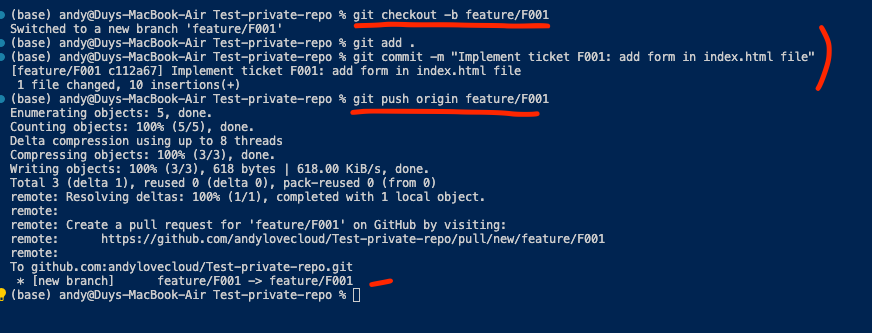 (base) andy@Duys-MacBook-Air Test-private-repo % git checkout -b feature/F001
Switched to a new branch 'feature/F001'
(base) andy@Duys-MacBook-Air Test-private-repo % git add .
(base) andy@Duys-MacBook-Air Test-private-repo % git commit -m "Implement ticket F001: add form in index.html file"
[feature/F001 c112a67] Implement ticket F001: add form in index.html file
 1 file changed, 10 insertions(+)
(base) andy@Duys-MacBook-Air Test-private-repo % git push origin feature/F001
Enumerating objects: 5, done.
Counting objects: 100% (5/5), done.
Delta compression using up to 8 threads
Compressing objects: 100% (3/3), done.
Writing objects: 100% (3/3), 618 bytes | 618.00 KiB/s, done.
Total 3 (delta 1), reused 0 (delta 0), pack-reused 0 (from 0)
remote: Resolving deltas: 100% (1/1), completed with 1 local object.
remote:
remote: Create a pull request for 'feature/F001' on GitHub by visiting:
remote:      https://github.com/andylovecloud/Test-private-repo/pull/new/feature/F001
remote:
To github.com:andylovecloud/Test-private-repo.git
 * [new branch]      feature/F001 -> feature/F001
(base) andy@Duys-MacBook-Air Test-private-repo %